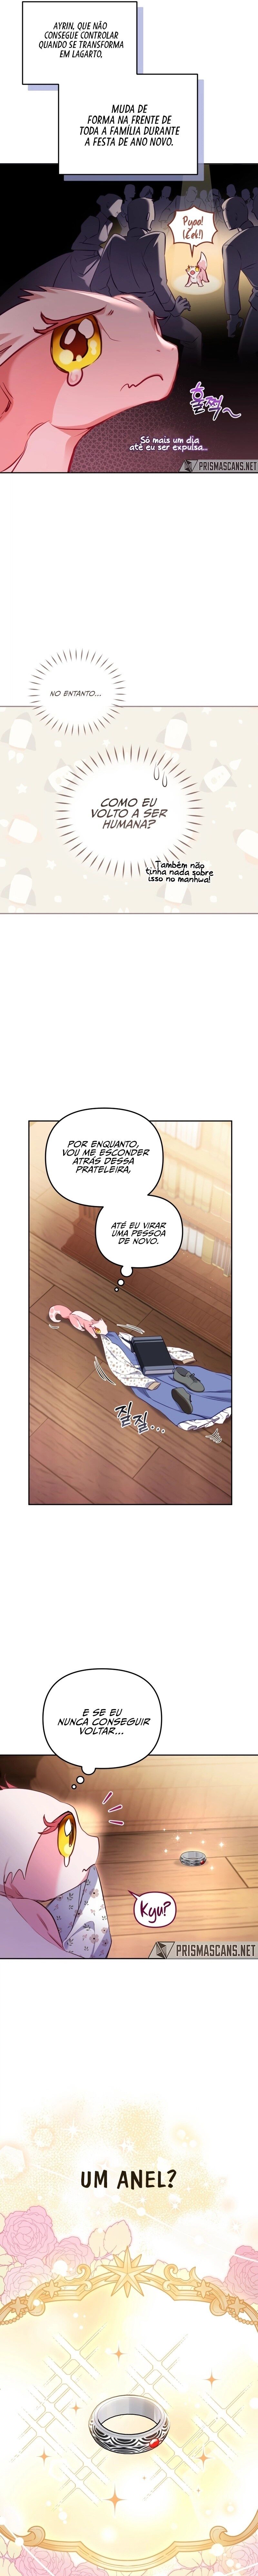 AYRIN, QUE NÃO
CONSEGUE CONTROLAR
QUANDO SE TRANSFORMA
EM LAGARTO,
MUDA DE
FORMA NA FRENTE DE
TODA A FAMÍLIA DURANTE
A FESTA DE ANO NOVO.
Pupa!
(Kek!)
훌쩍~
Só mais um dia
até eu ser expulsa...
PRISMASCANS.NET
NO ENTANTO...
COMO EU
VOLTO A SER
HUMANA?
Também não
tinha nada sobre
isso no manhwa!
POR ENQUANTO,
VOU ME ESCONDER
ATRÁS DESSA
PRATELEIRA,
ATÉ EU VIRAR
UMA PESSOA
DE NOVO.
질
질...
E SE EU
NUNCA CONSEGUIR
VOLTAR...
Kyu?
PRISMASCANS.NET
UM ANEL?